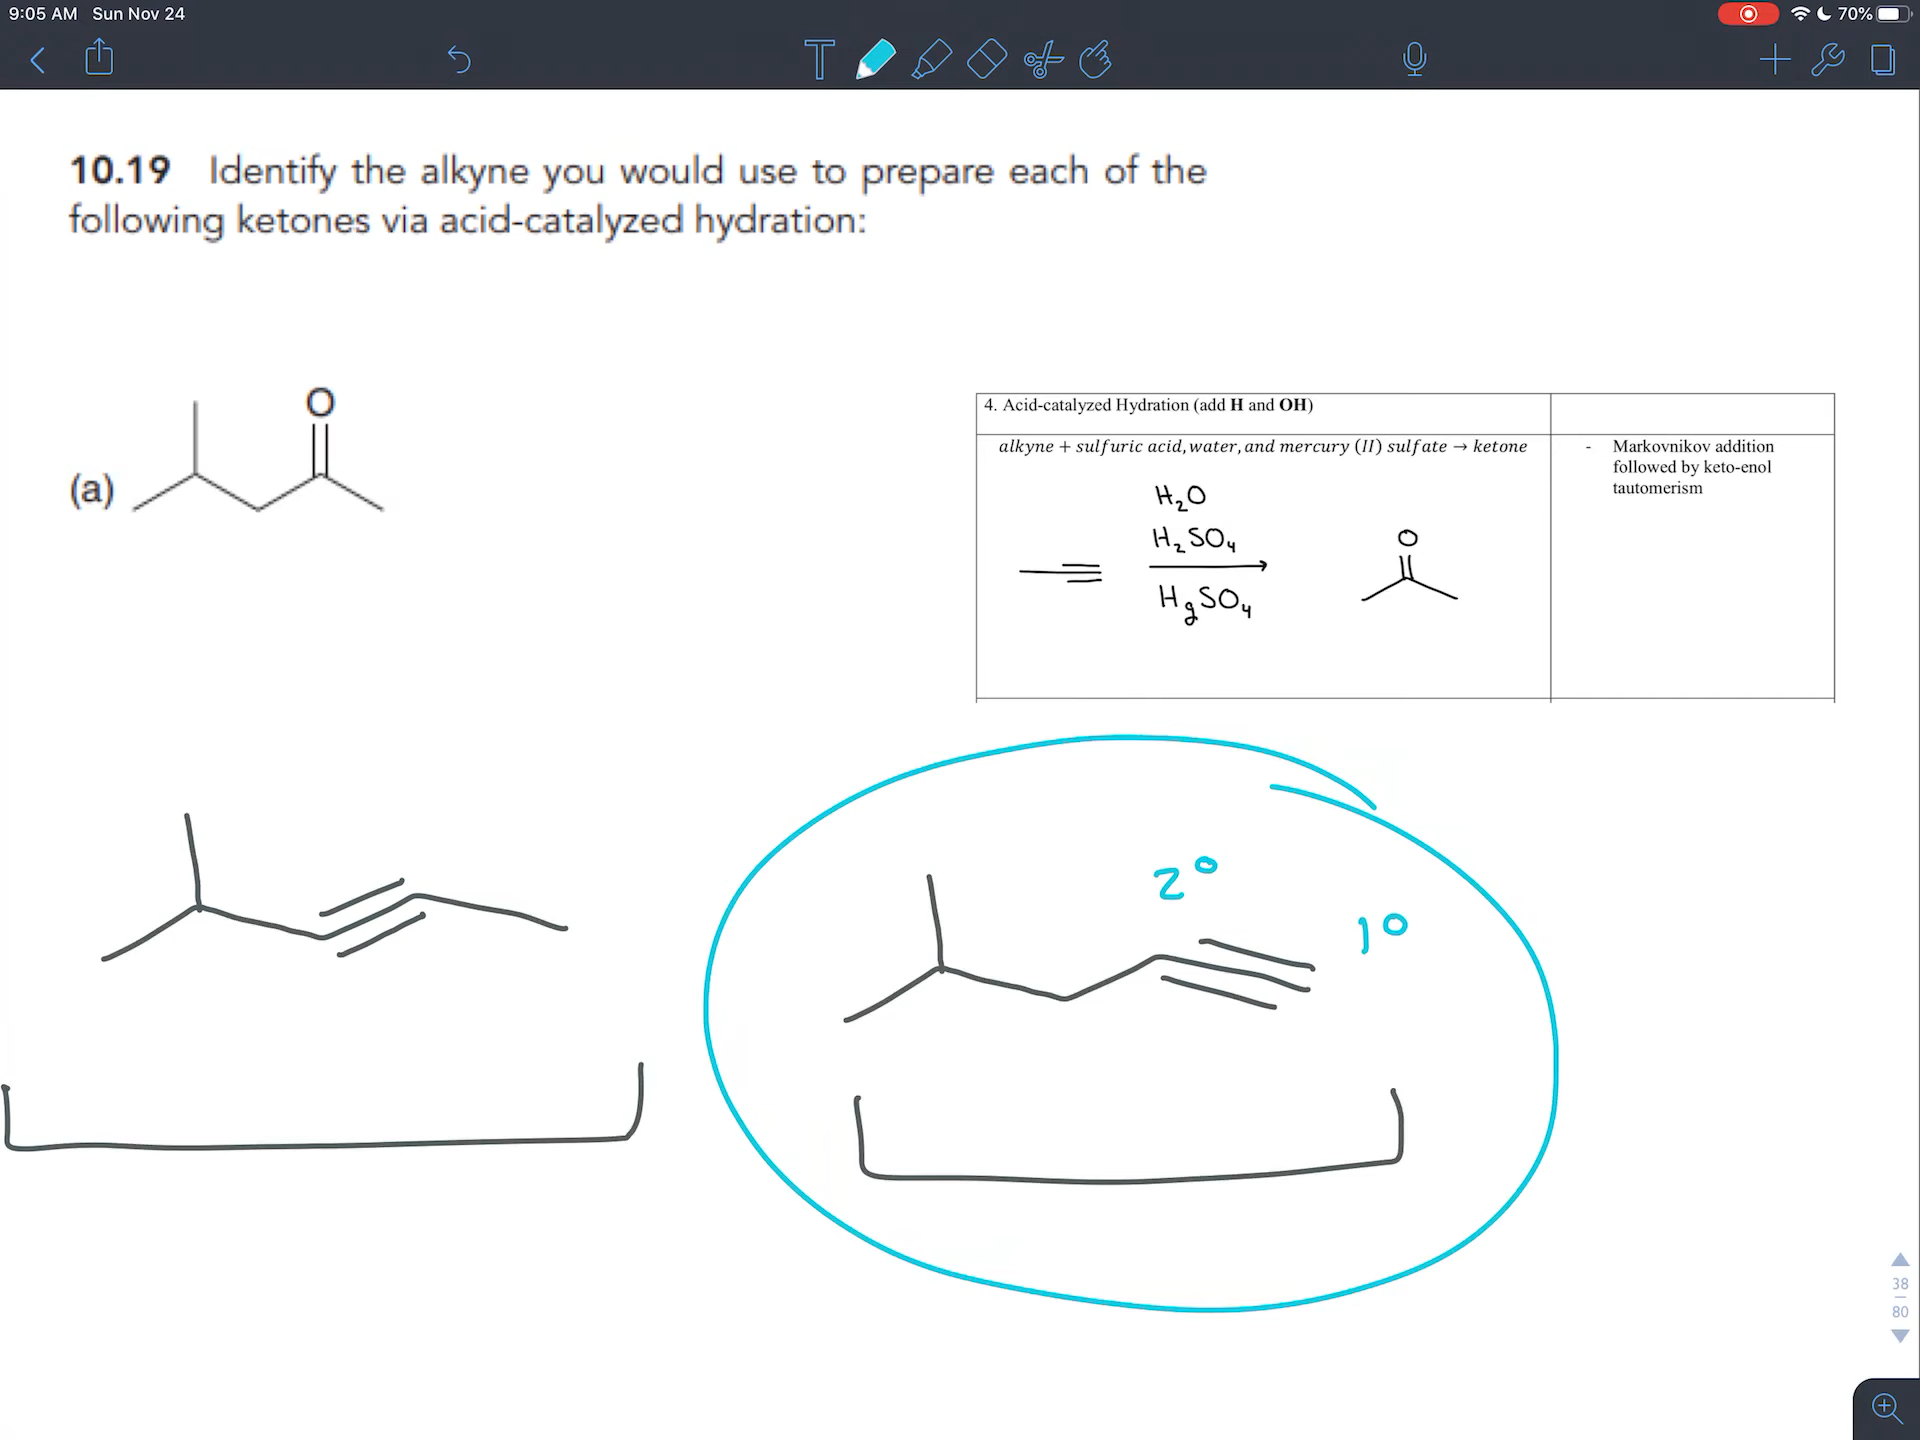 9:05 AM Sun Nov 24
70%
T
10.19 Identify the alkyne you would use to prepare each of the
following ketones via acid-catalyzed hydration:
(a)
O
4. Acid-catalyzed Hydration (add H and OH)
alkyne + sulfuric acid, water, and mercury (II) sulfate → ketone
H₂O
H₂SO₄
HgSO₄
O
- Markovnikov addition
followed by keto-enol
tautomerism
2°
1°
38
80